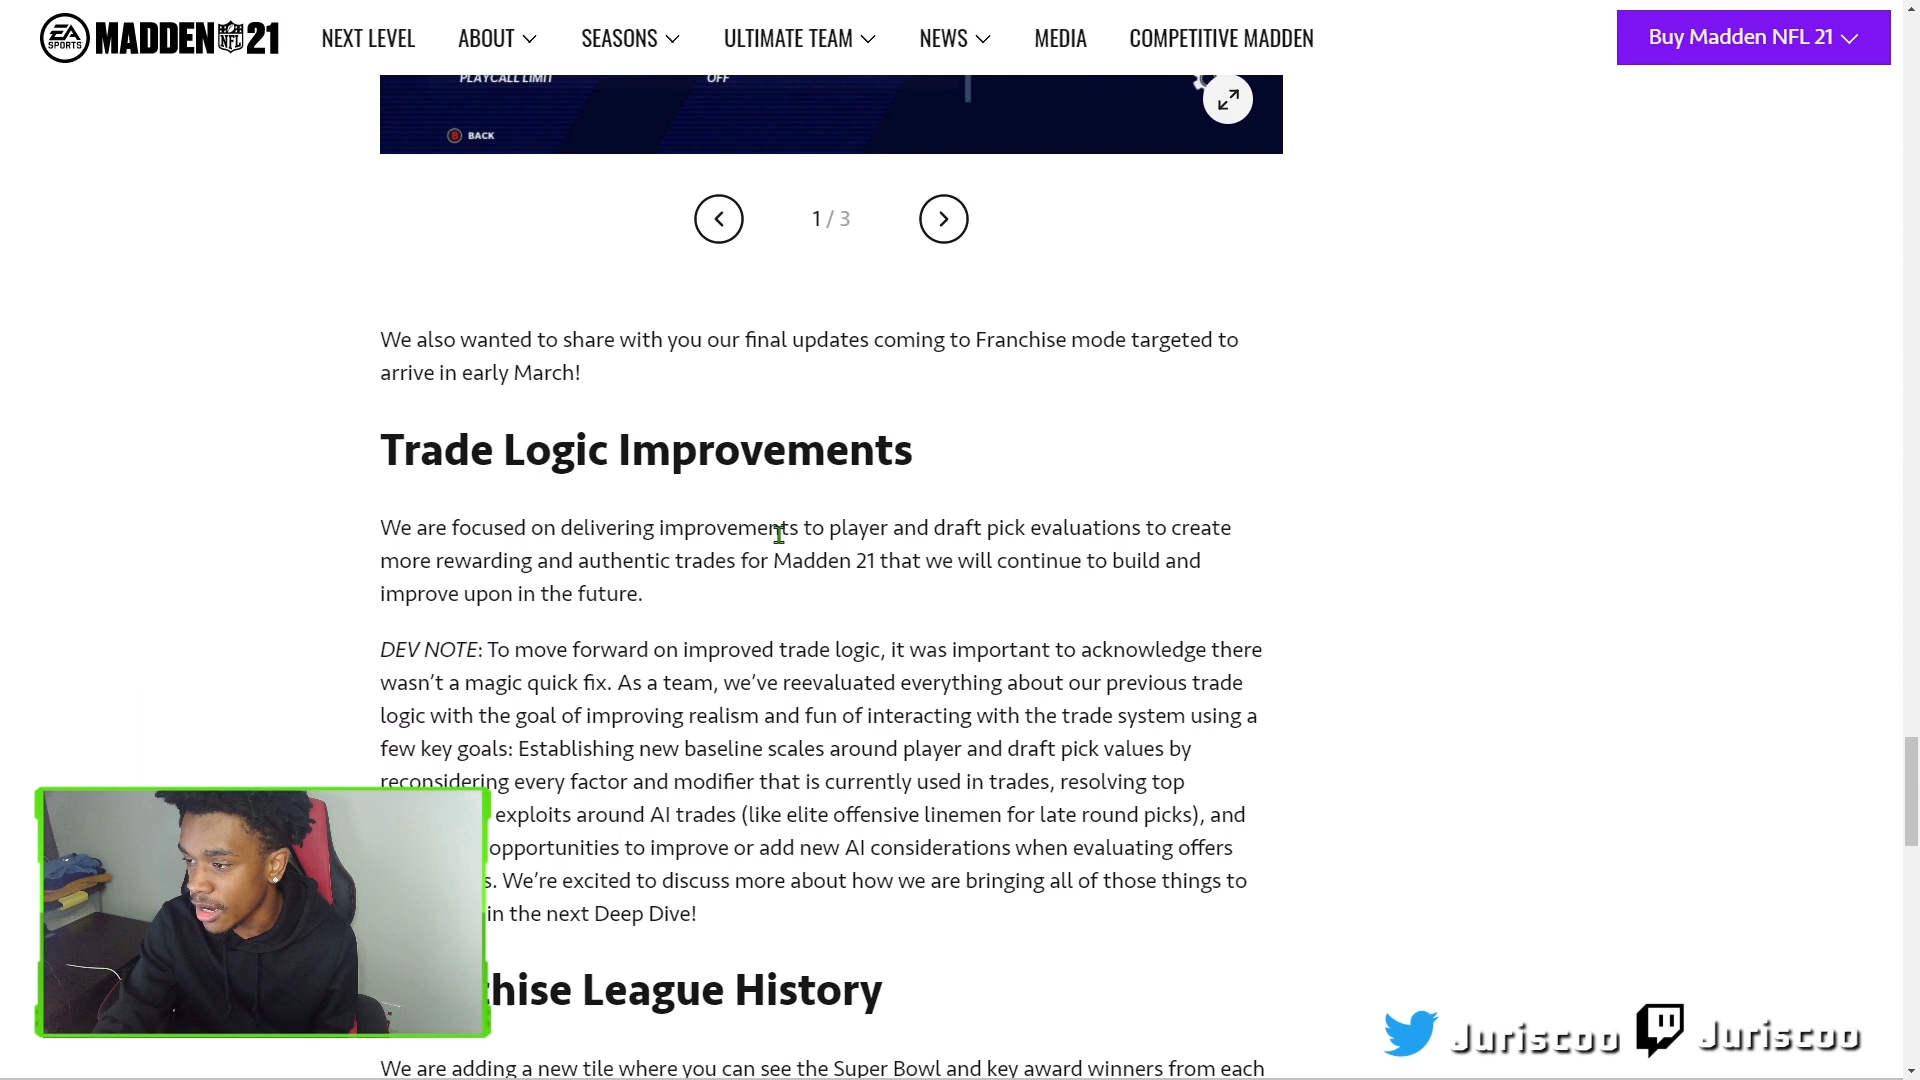 EA SPORTS MADDEN NFL 21 NEXT LEVEL ABOUT SEASONS ULTIMATE TEAM NEWS MEDIA COMPETITIVE MADDEN Buy Madden NFL 21
PLAYCALL LIMIT OFF
B BACK
1 / 3
We also wanted to share with you our final updates coming to Franchise mode targeted to
arrive in early March!
Trade Logic Improvements
We are focused on delivering improvements to player and draft pick evaluations to create
more rewarding and authentic trades for Madden 21 that we will continue to build and
improve upon in the future.
DEV NOTE: To move forward on improved trade logic, it was important to acknowledge there
wasn't a magic quick fix. As a team, we've reevaluated everything about our previous trade
logic with the goal of improving realism and fun of interacting with the trade system using a
few key goals: Establishing new baseline scales around player and draft pick values by
reconsidering every factor and modifier that is currently used in trades, resolving top
exploits around AI trades (like elite offensive linemen for late round picks), and
opportunities to improve or add new AI considerations when evaluating offers
s. We're excited to discuss more about how we are bringing all of those things to
in the next Deep Dive!
hise League History
We are adding a new tile where you can see the Super Bowl and key award winners from each
Juriscoo Juriscoo